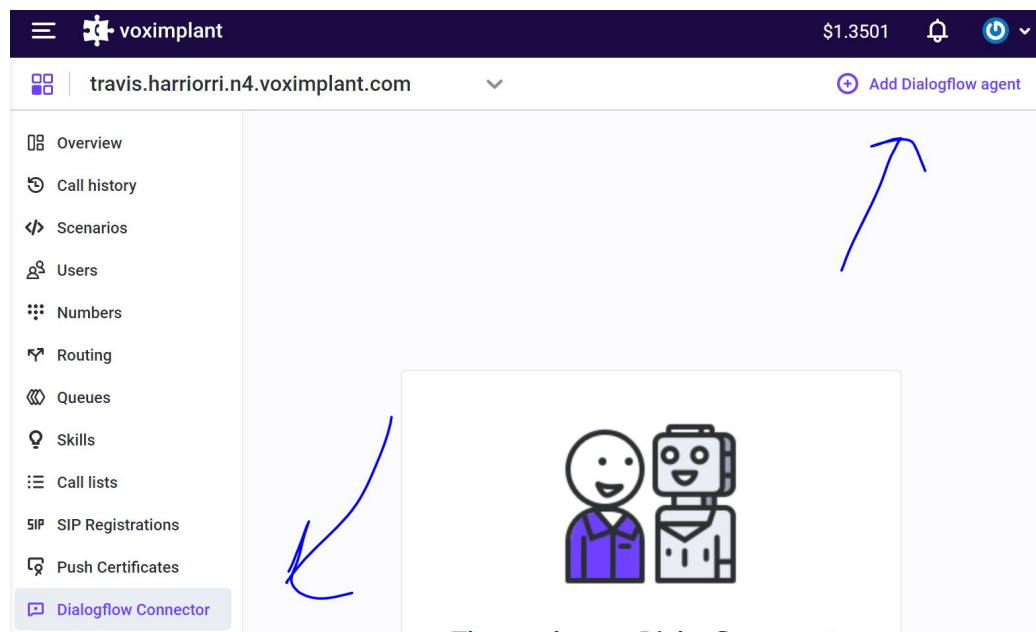 voximplant
$1.3501
travis.harriorri.n4.voximplant.com
Add Dialogflow agent
Overview
Call history
Scenarios
Users
Numbers
Routing
Queues
Skills
Call lists
SIP SIP Registrations
Push Certificates
Dialogflow Connector